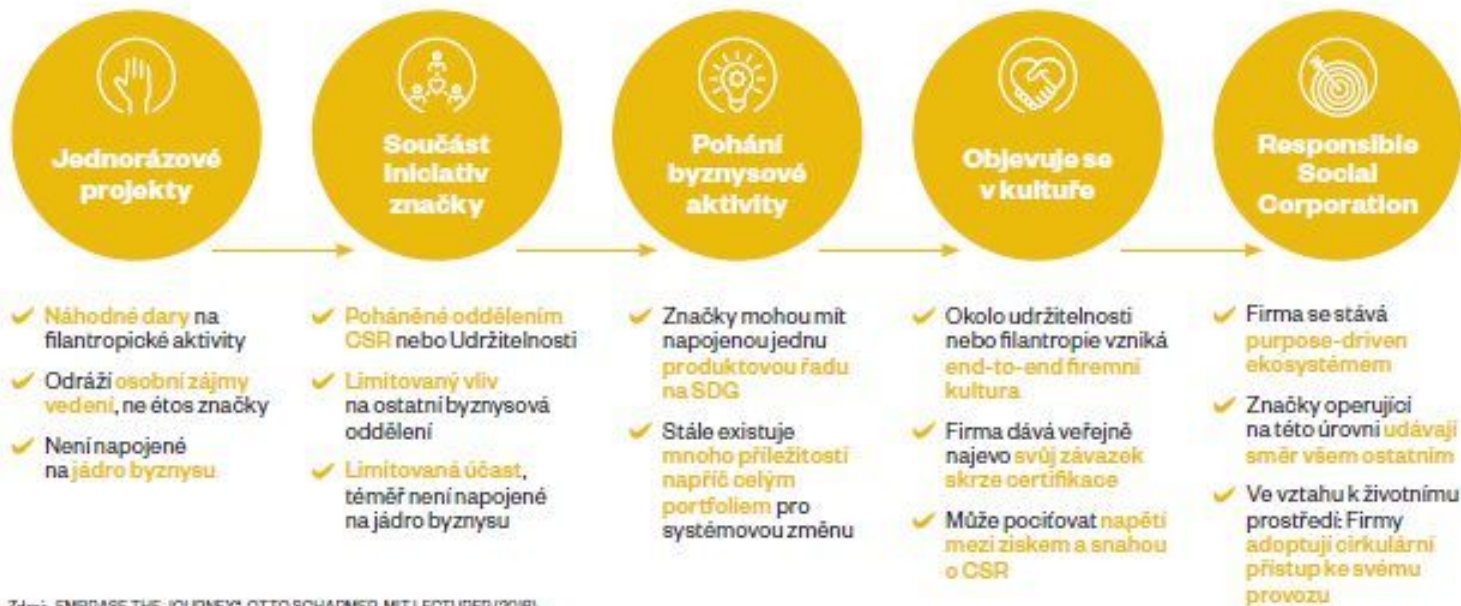 Jednorázové
projekty
Součást
iniciativ
značky
Pohání
byznysové
aktivity
Objevuje se
v kultuře
Responsible
Social
Corporation
Náhodné dary na
filantropické aktivity
Odráží osobní zájmy
vedení, ne étos značky
Není napojené
na jádro byznysu
Poháněné oddělením
CSR nebo Udržitelnosti
Limitovaný vliv
na ostatní byznysová
oddělení
Limitovaná účast,
téměř není napojené
na jádro byznysu
Značky mohou mít
napojenou jednu
produktovou řadu
na SDG
Stále existuje
mnoho příležitostí
napříč celým
portfoliem pro
systémovou změnu
Okolo udržitelnosti
nebo filantropie vzniká
end-to-end firemní
kultura
Firma dává veřejně
najevo svůj závazek
skrze certifikace
Může pociťovat napětí
mezi ziskem a snahou
o CSR
Firma se stává
purpose-driven
ekosystémem
Značky operující
na této úrovni udávají
směr všem ostatním
Ve vztahu k životnímu
prostředí: Firmy
adoptují cirkulární
přístup ke svému
provozu